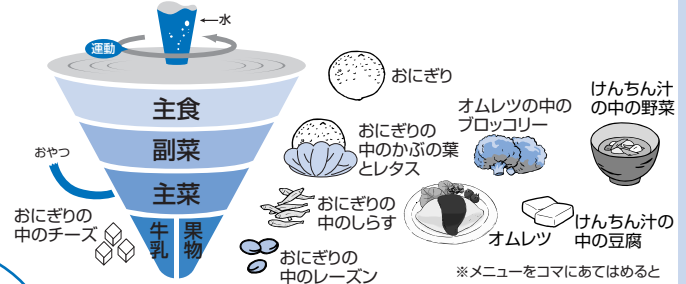 水
運動
主食
副菜
主菜
牛乳
果物
おやつ
おにぎりの
中のチーズ
おにぎり
おにぎりの
中のかぶの葉
とレタス
おにぎりの
中のしらす
おにぎりの
中のレーズン
オムレツの中の
ブロッコリー
オムレツ
けんちん汁
の中の野菜
けんちん汁の
中の豆腐
※メニューをコマにあてはめると